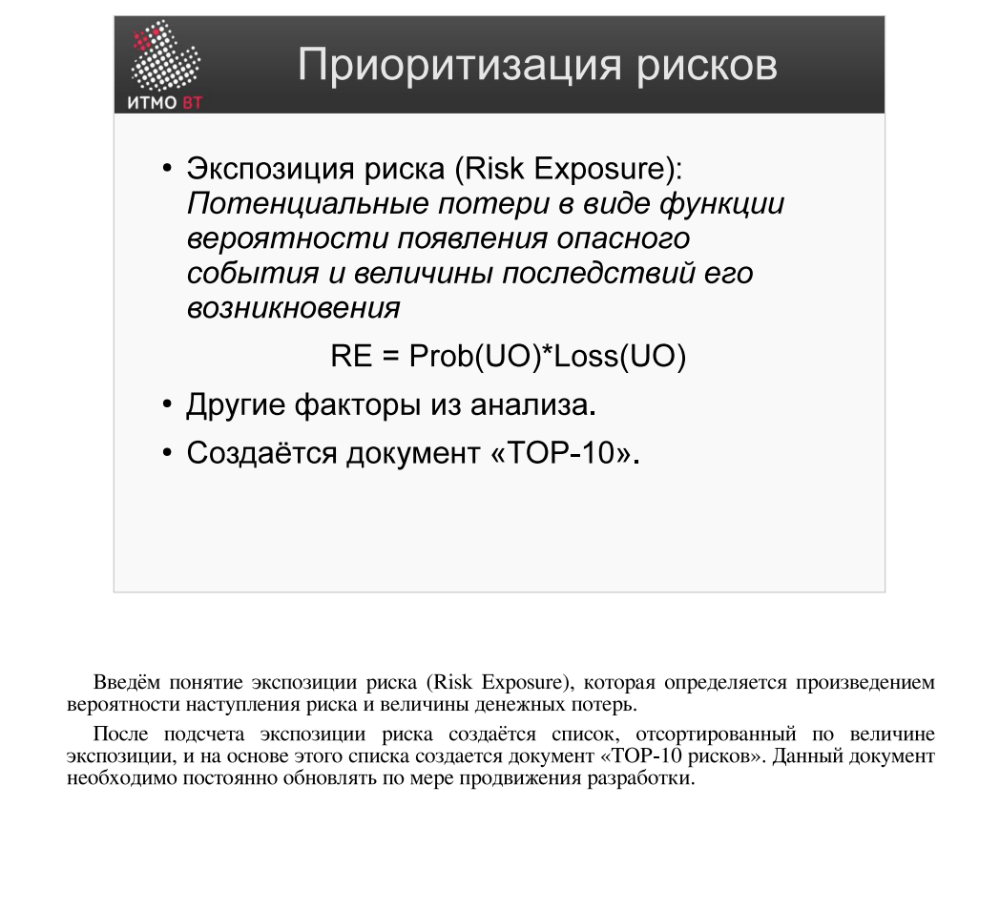 ИТМО ВТ
Приоритизация рисков
• Экспозиция риска (Risk Exposure):
Потенциальные потери в виде функции
вероятности появления опасного
события и величины последствий его
возникновения
RE = Prob(UO)*Loss(UO)
• Другие факторы из анализа.
• Создаётся документ «TOP-10».
Введём понятие экспозиции риска (Risk Exposure), которая определяется произведением
вероятности наступления риска и величины денежных потерь.
После подсчета экспозиции риска создаётся список, отсортированный по величине
экспозиции, и на основе этого списка создается документ «TOP-10 рисков». Данный документ
необходимо постоянно обновлять по мере продвижения разработки.